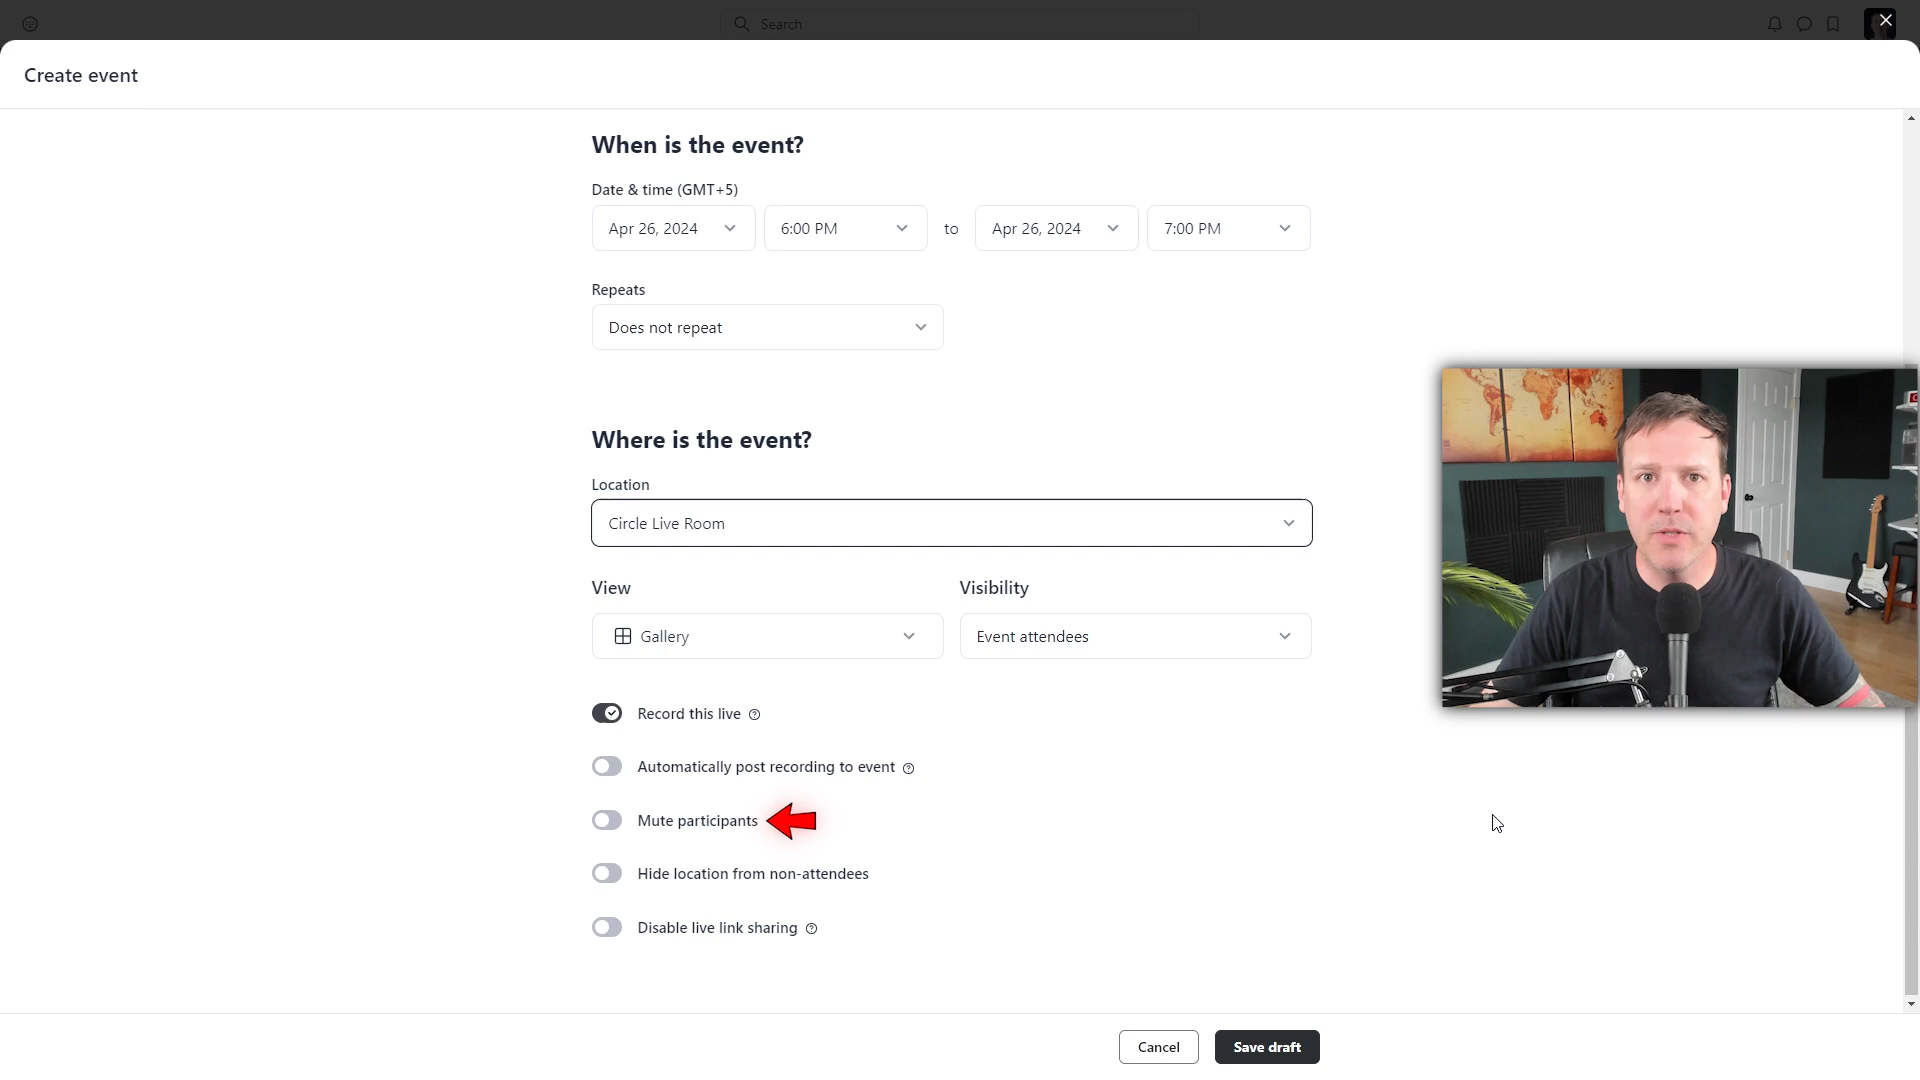 Search
Create event
When is the event?
Date & time (GMT+5)
Apr 26, 2024 6:00 PM to Apr 26, 2024 7:00 PM
Repeats
Does not repeat
Where is the event?
Location
Circle Live Room
View Visibility
Gallery Event attendees
Record this live
Automatically post recording to event
Mute participants
Hide location from non-attendees
Disable live link sharing
Cancel Save draft